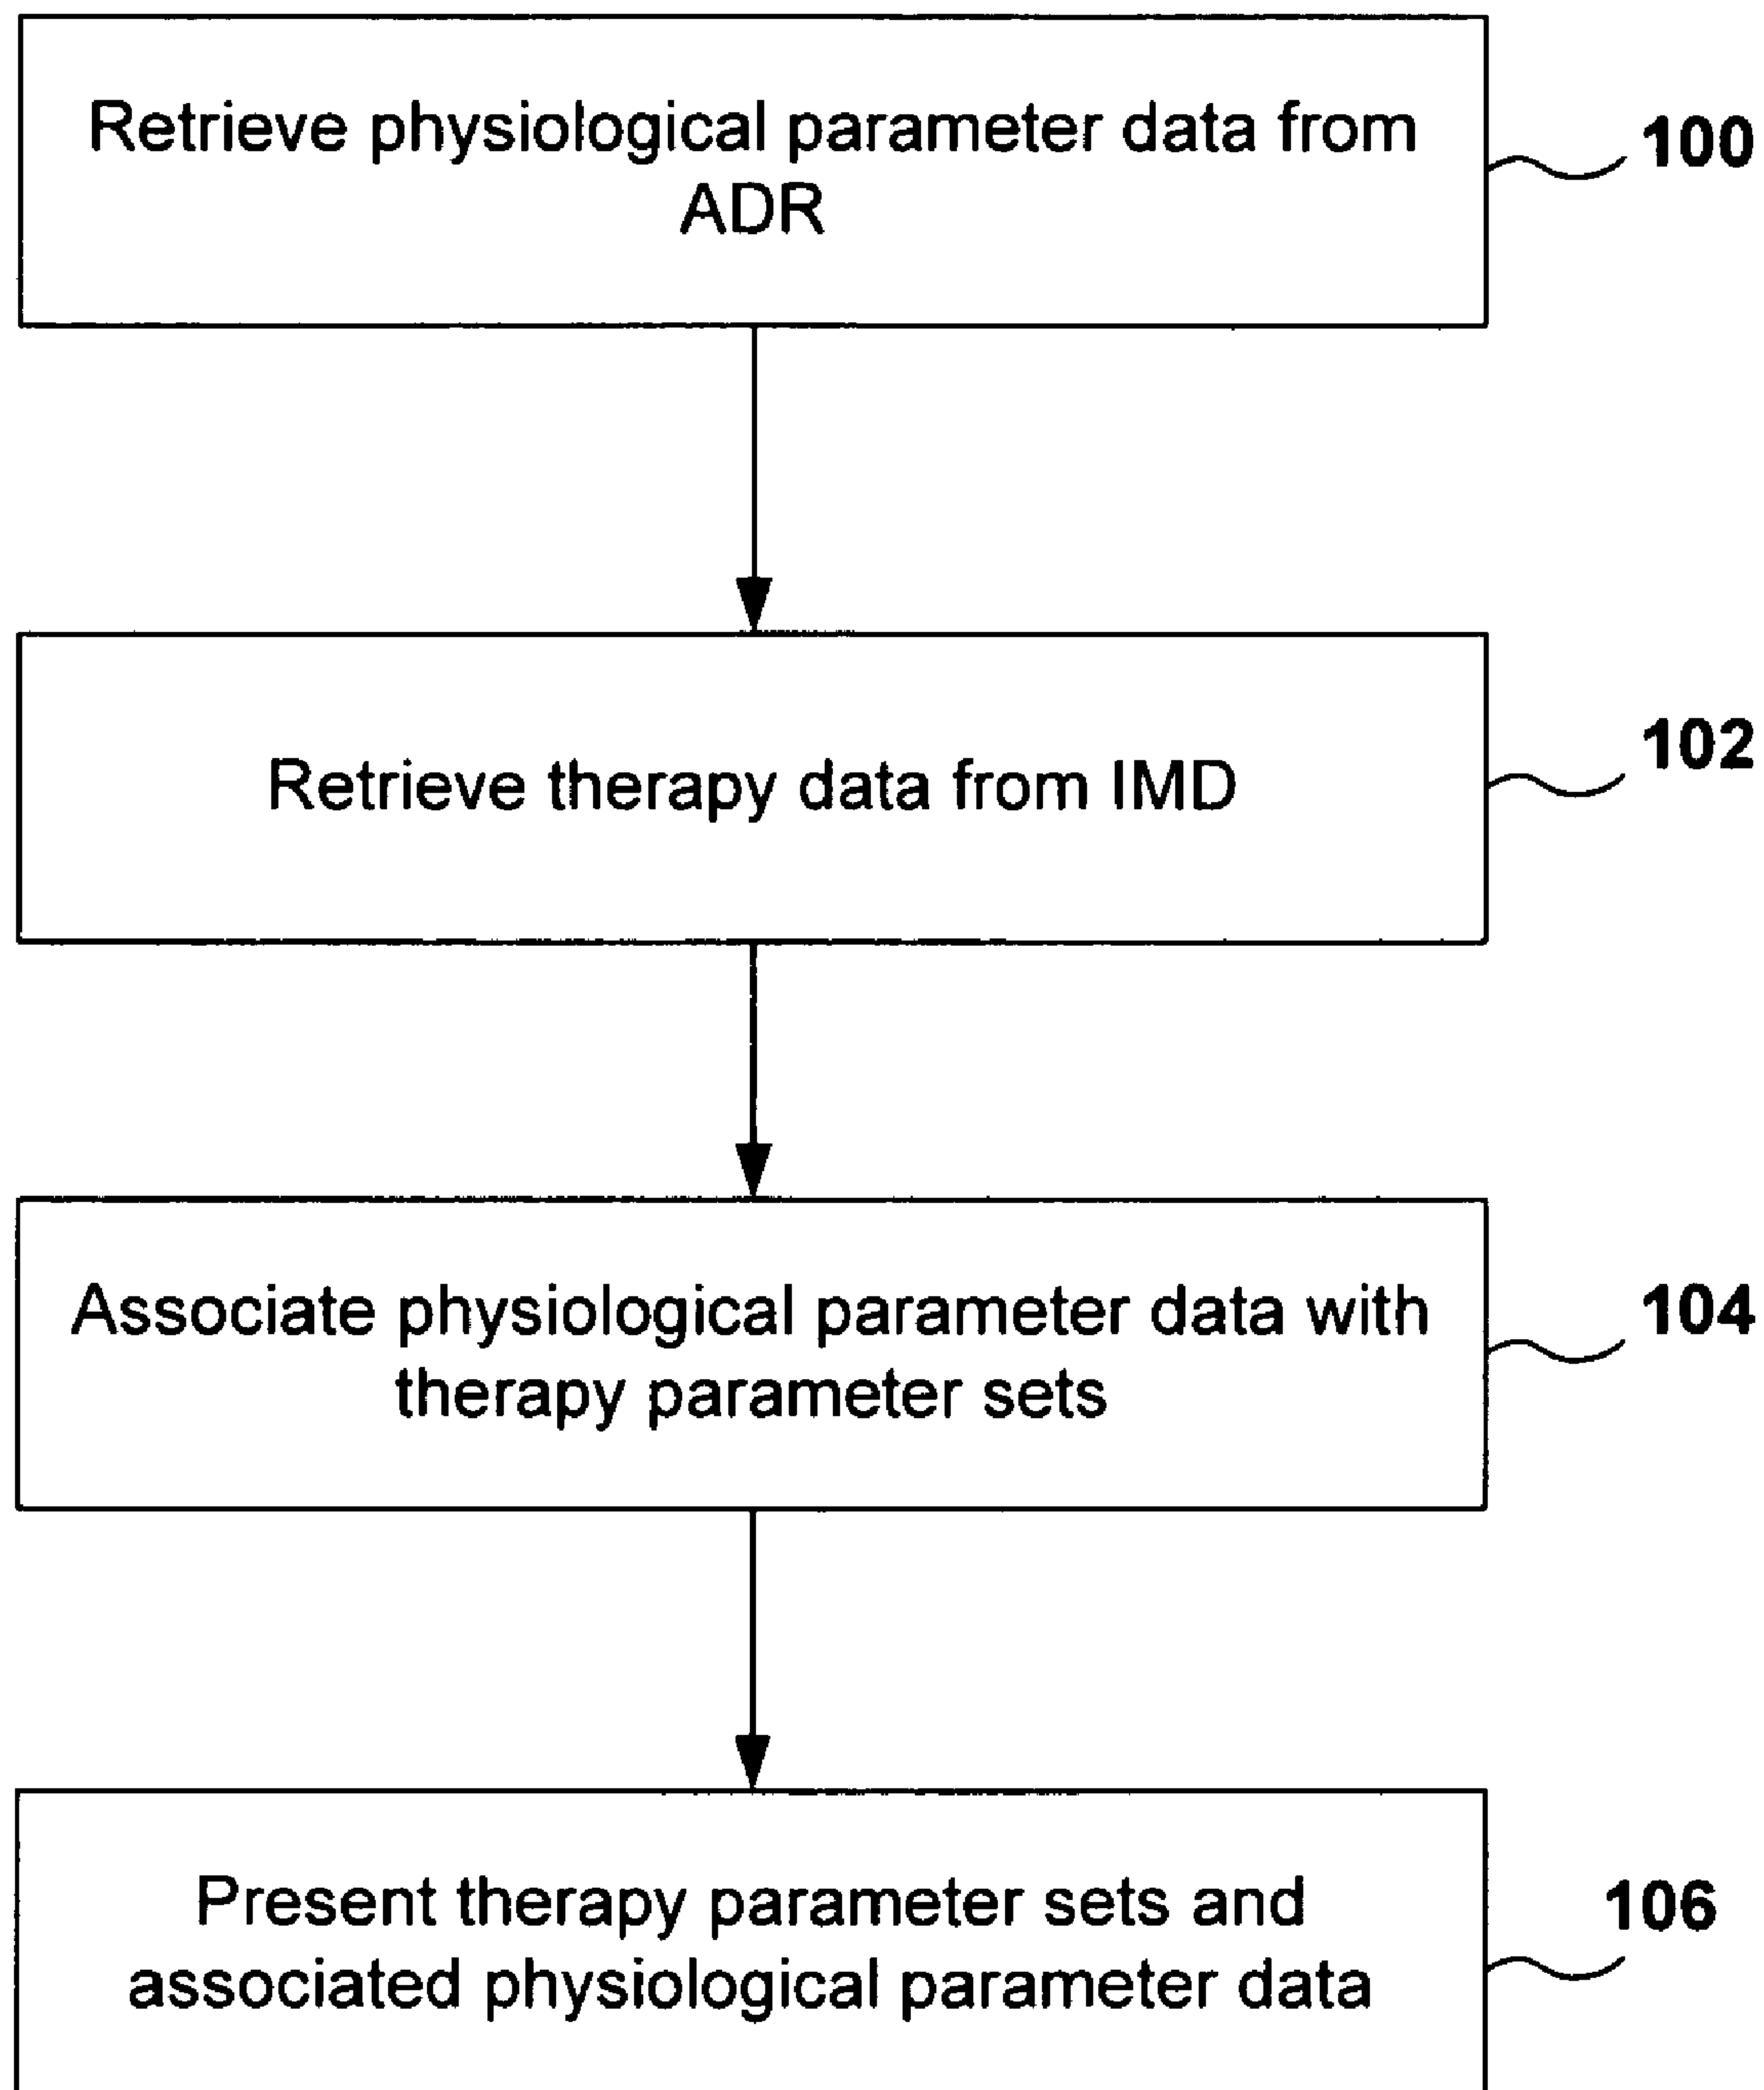 Retrieve physiological parameter data from
ADR
100
Retrieve therapy data from IMD
102
Associate physiological parameter data with
therapy parameter sets
104
Present therapy parameter sets and
associated physiological parameter data
106